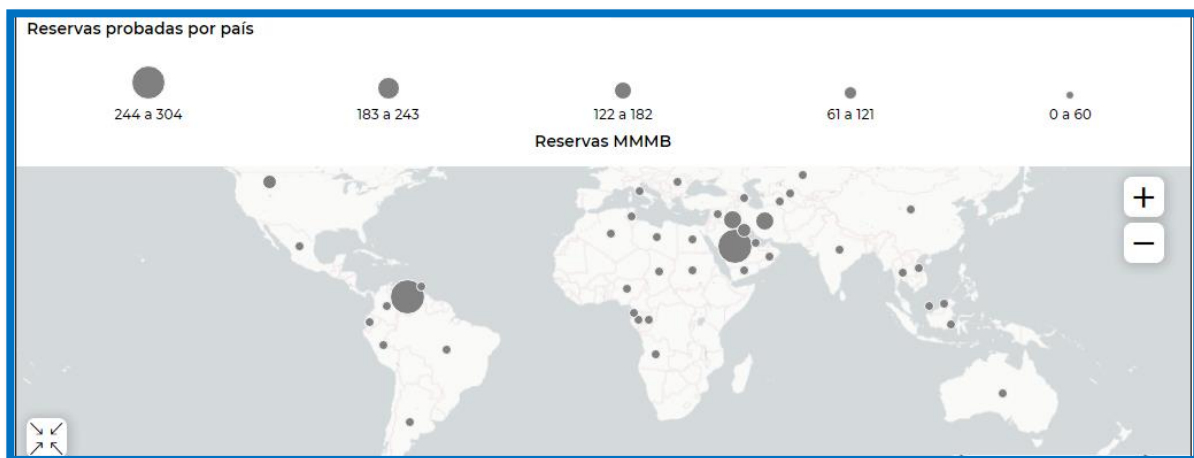 Reservas probadas por país
244 a 304
183 a 243
122 a 182
61 a 121
0 a 60
Reservas MMMB
+
−